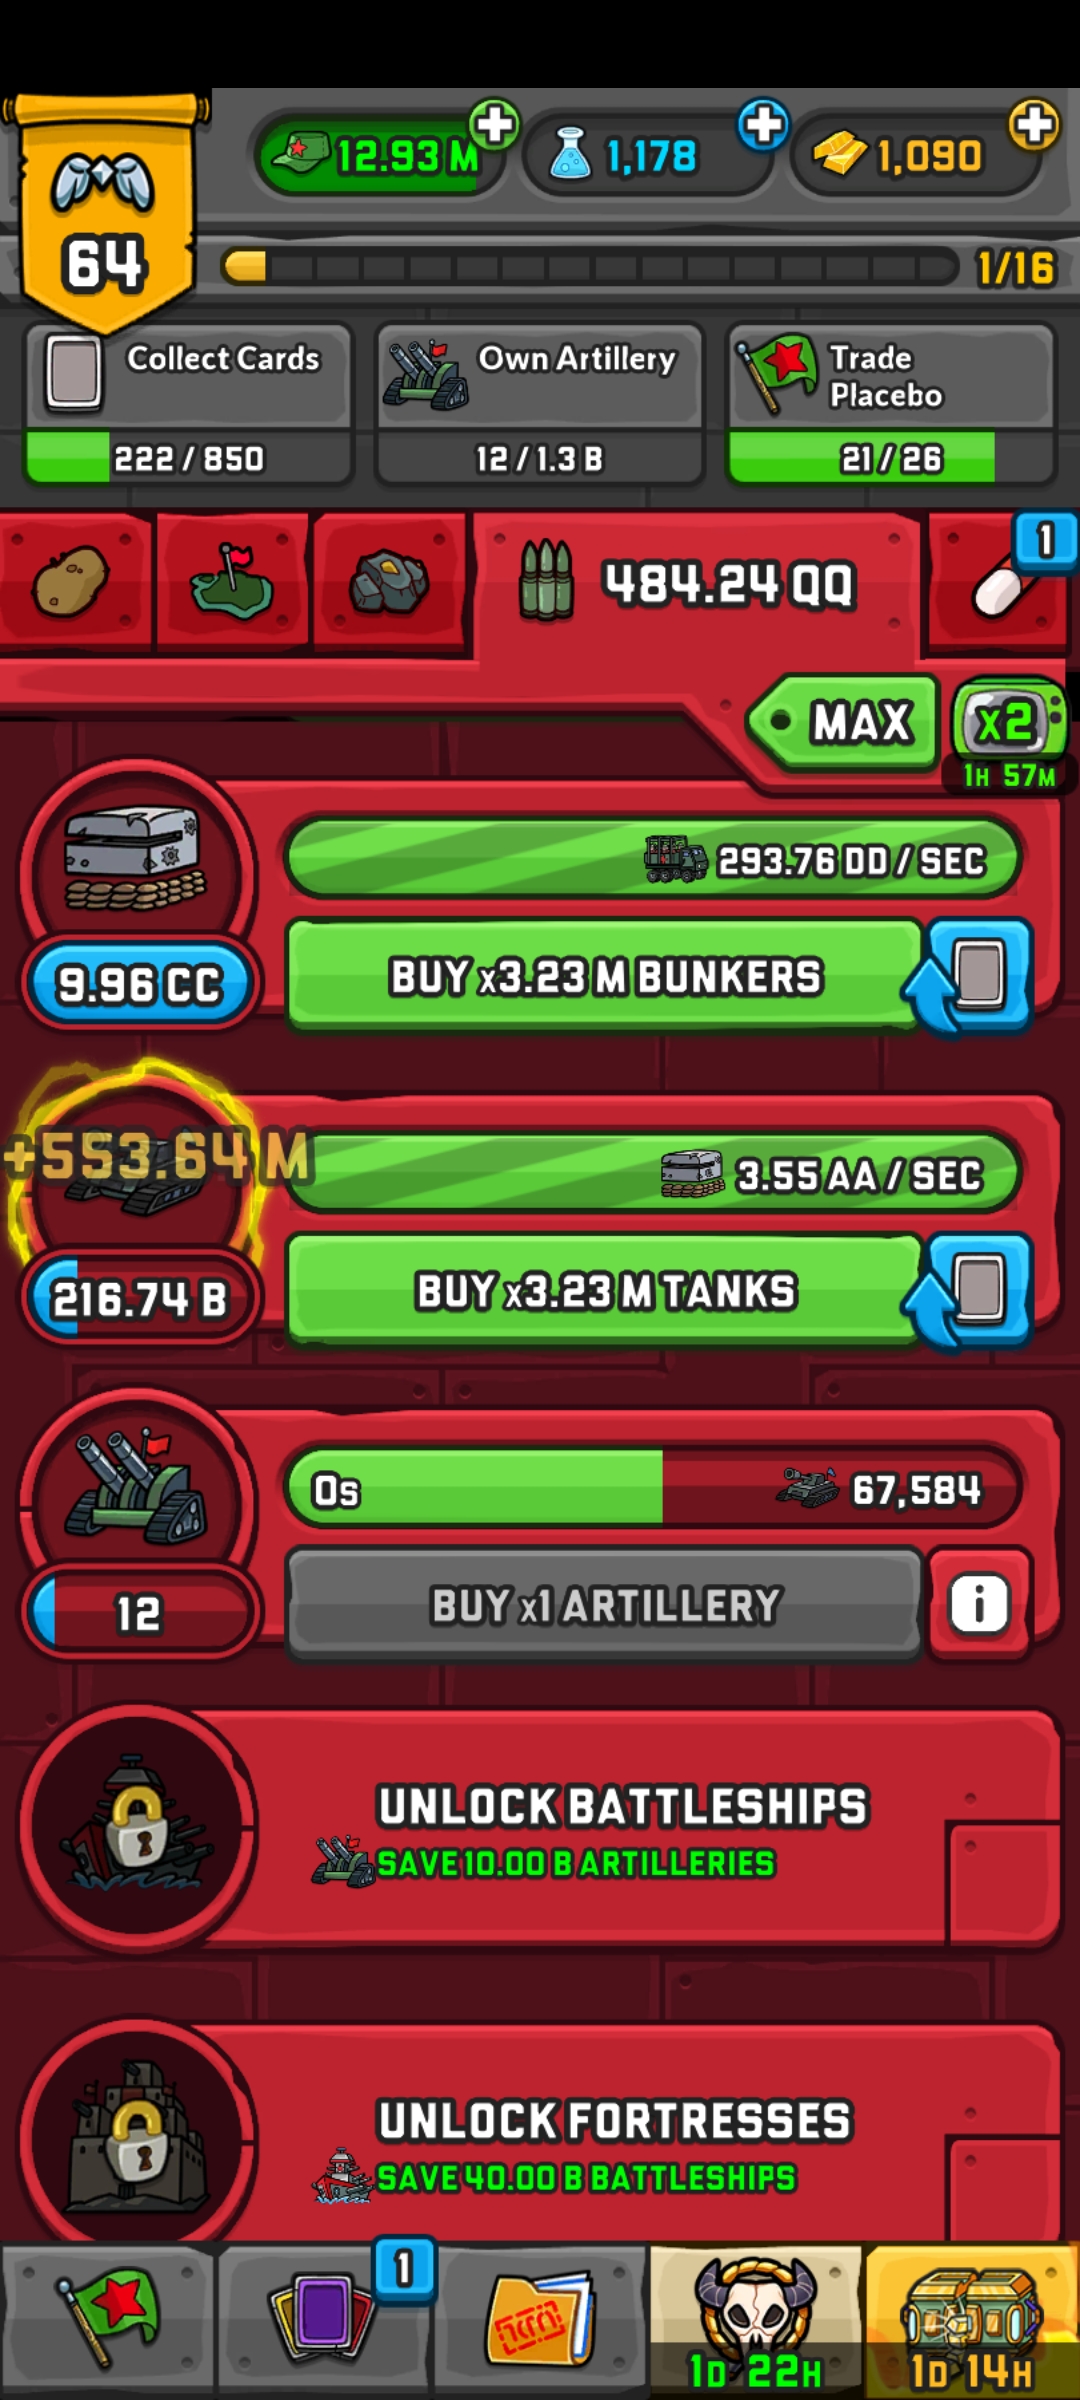 12.93 M
1,178
1,090
64
1/16
Collect Cards
222 / 850
Own Artillery
12 / 1.3 B
Trade
Placebo
21 / 26
484.24 QQ
1
MAX
x2
1H 57M
293.76 DD / SEC
9.96 CC
BUY x3.23 M BUNKERS
+553.64 M
3.55 AA / SEC
216.74 B
BUY x3.23 M TANKS
0s
67,584
12
BUY x1 ARTILLERY
i
UNLOCK BATTLESHIPS
SAVE 10.00 B ARTILLERIES
UNLOCK FORTRESSES
SAVE 40.00 B BATTLESHIPS
1
1D 22H
1D 14H